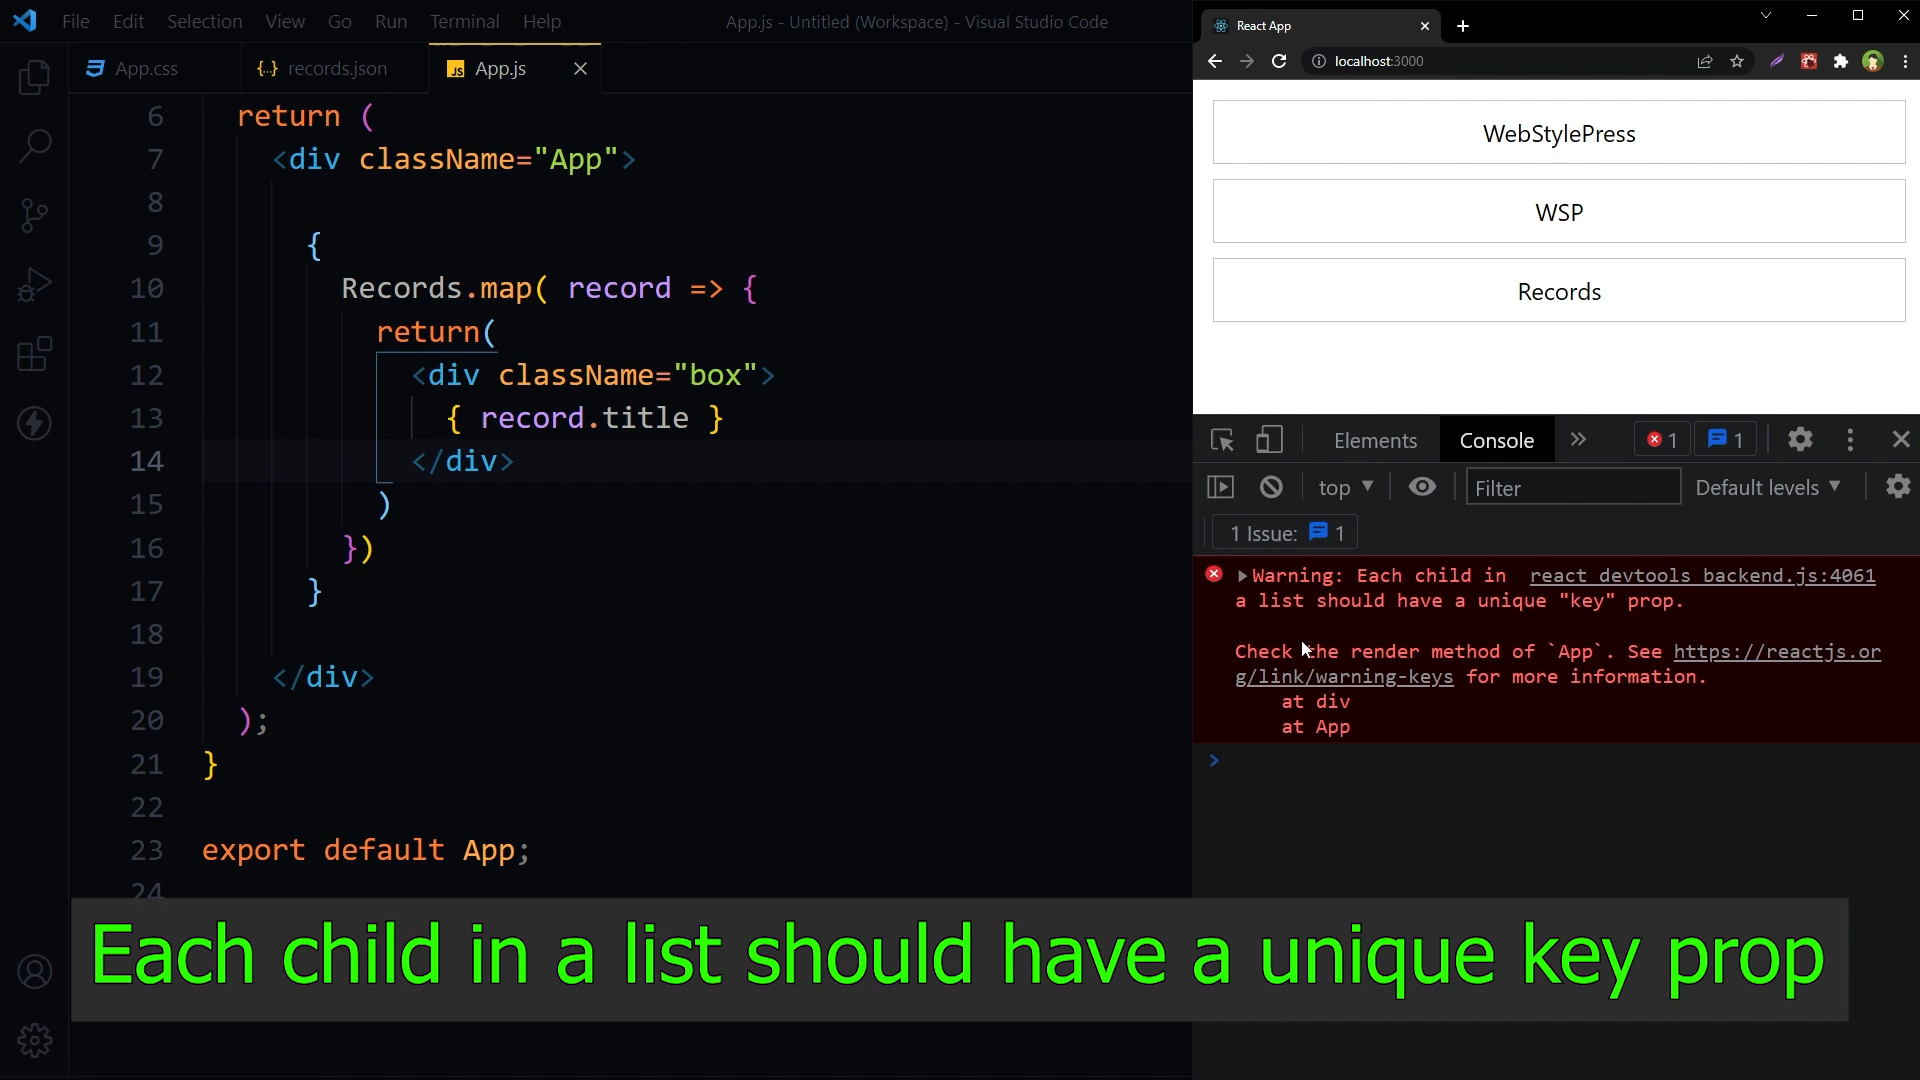 File Edit Selection View Go Run Terminal Help
App.js - Untitled (Workspace) - Visual Studio Code
App.css
records.json
App.js
6 return (
7 <div className="App">
8
9 {
10 Records.map( record => {
11 return(
12 <div className="box">
13 { record.title }
14 </div>
15 )
16 })
17 }
18
19 </div>
20 );
21 }
22
23 export default App;
24
React App
localhost:3000
WebStylePress
WSP
Records
Elements Console 1 1
top Filter Default levels
1 Issue: 1
Warning: Each child in react devtools backend.js:4061
a list should have a unique "key" prop.
Check the render method of `App`. See https://reactjs.or
g/link/warning-keys for more information.
at div
at App
Each child in a list should have a unique key prop